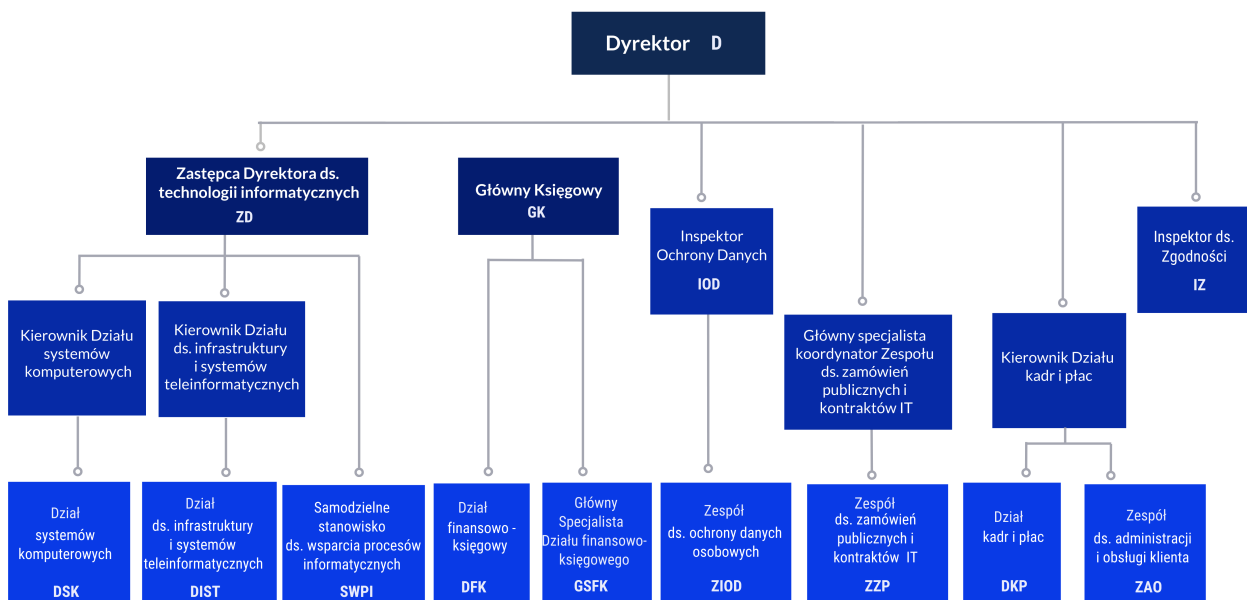 Dyrektor D
Zastępca Dyrektora ds.
technologii informatycznych
ZD
Główny Księgowy
GK
Inspektor
Ochrony Danych
IOD
Inspektor ds.
Zgodności
IZ
Kierownik Działu
systemów
komputerowych
Kierownik Działu
ds. infrastruktury
i systemów
teleinformatycznych
Główny specjalista
koordynator Zespołu
ds. zamówień
publicznych i
kontraktów IT
Kierownik Działu
kadr i płac
Dział
systemów
komputerowych
DSK
Dział
ds. infrastruktury
i systemów
teleinformatycznych
DIST
Samodzielne
stanowisko
ds. wsparcia procesów
informatycznych
SWPI
Dział
finansowo -
księgowy
DFK
Główny
Specjalista
Działu finansowo-
księgowego
GSFK
Zespół
ds. ochrony danych
osobowych
ZIOD
Zespół
ds. zamówień
publicznych i
kontraktów IT
ZZP
Dział
kadr i płac
DKP
Zespół
ds. administracji
i obsługi klienta
ZAO